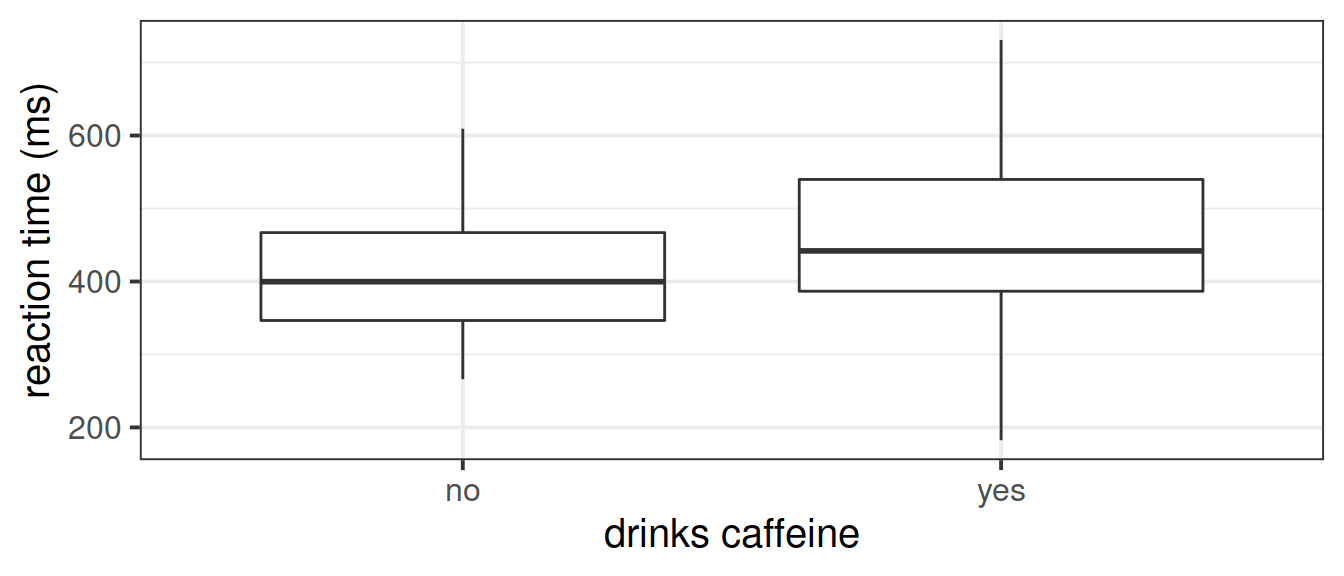 reaction time (ms)
600
400
200
no
yes
drinks caffeine